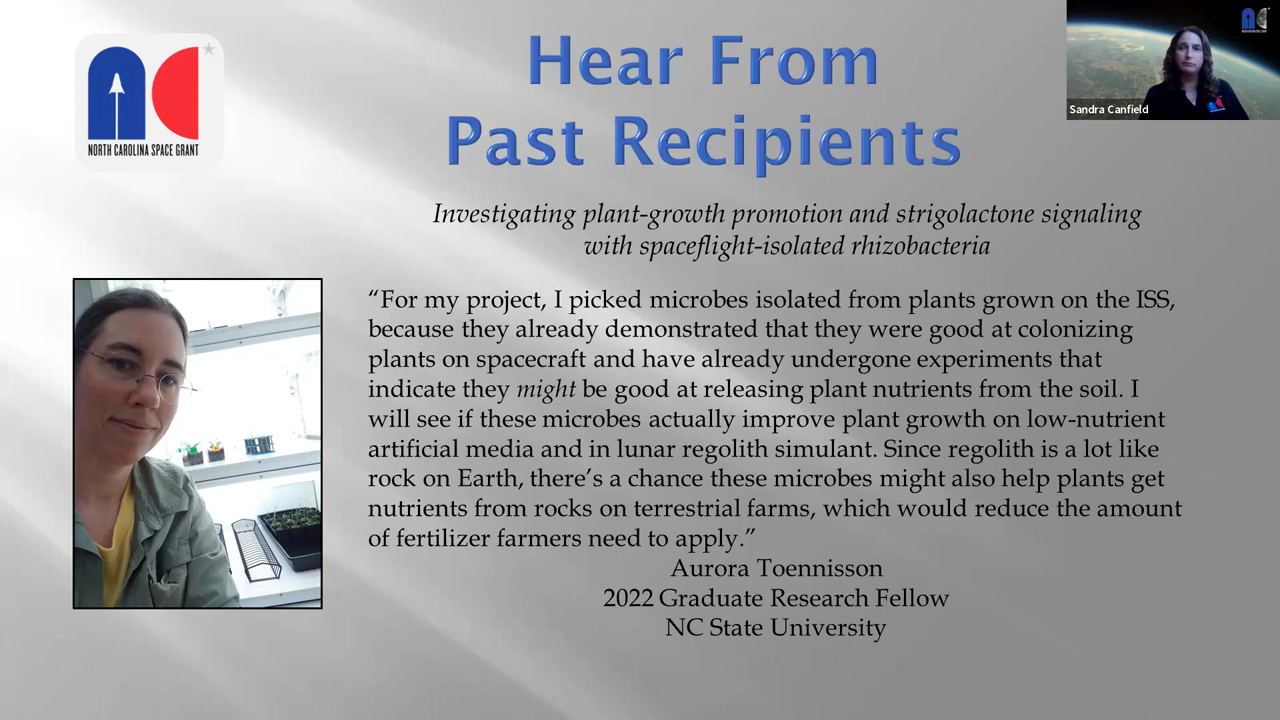 Hear From
Past Recipients
NORTH CAROLINA SPACE GRANT
Sandra Canfield
Investigating plant-growth promotion and strigolactone signaling
with spaceflight-isolated rhizobacteria
“For my project, I picked microbes isolated from plants grown on the ISS,
because they already demonstrated that they were good at colonizing
plants on spacecraft and have already undergone experiments that
indicate they might be good at releasing plant nutrients from the soil. I
will see if these microbes actually improve plant growth on low-nutrient
artificial media and in lunar regolith simulant. Since regolith is a lot like
rock on Earth, there’s a chance these microbes might also help plants get
nutrients from rocks on terrestrial farms, which would reduce the amount
of fertilizer farmers need to apply.”
Aurora Toennisson
2022 Graduate Research Fellow
NC State University